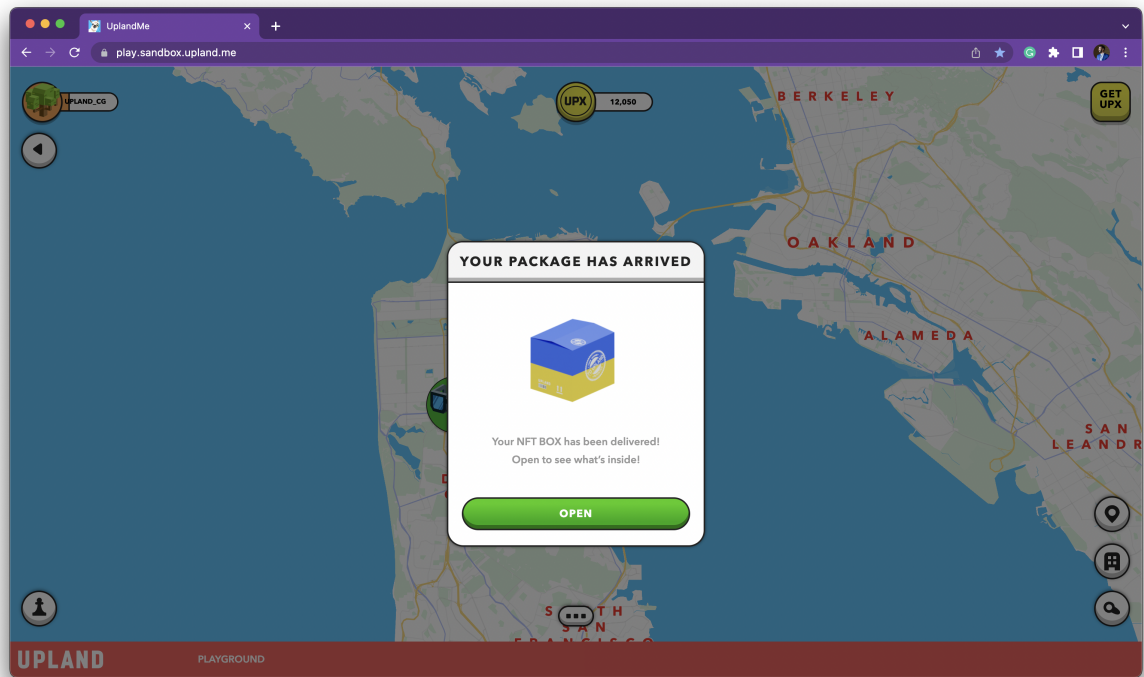 UplandMe
play.sandbox.upland.me
UPLAND_CG
UPX
12,050
BERKELEY
GET
UPX
OAKLAND
YOUR PACKAGE HAS ARRIVED
ALAMEDA
Your NFT BOX has been delivered!
Open to see what's inside!
SAN
LEANDR
OPEN
SAN
FRANCISCO
UPLAND
PLAYGROUND